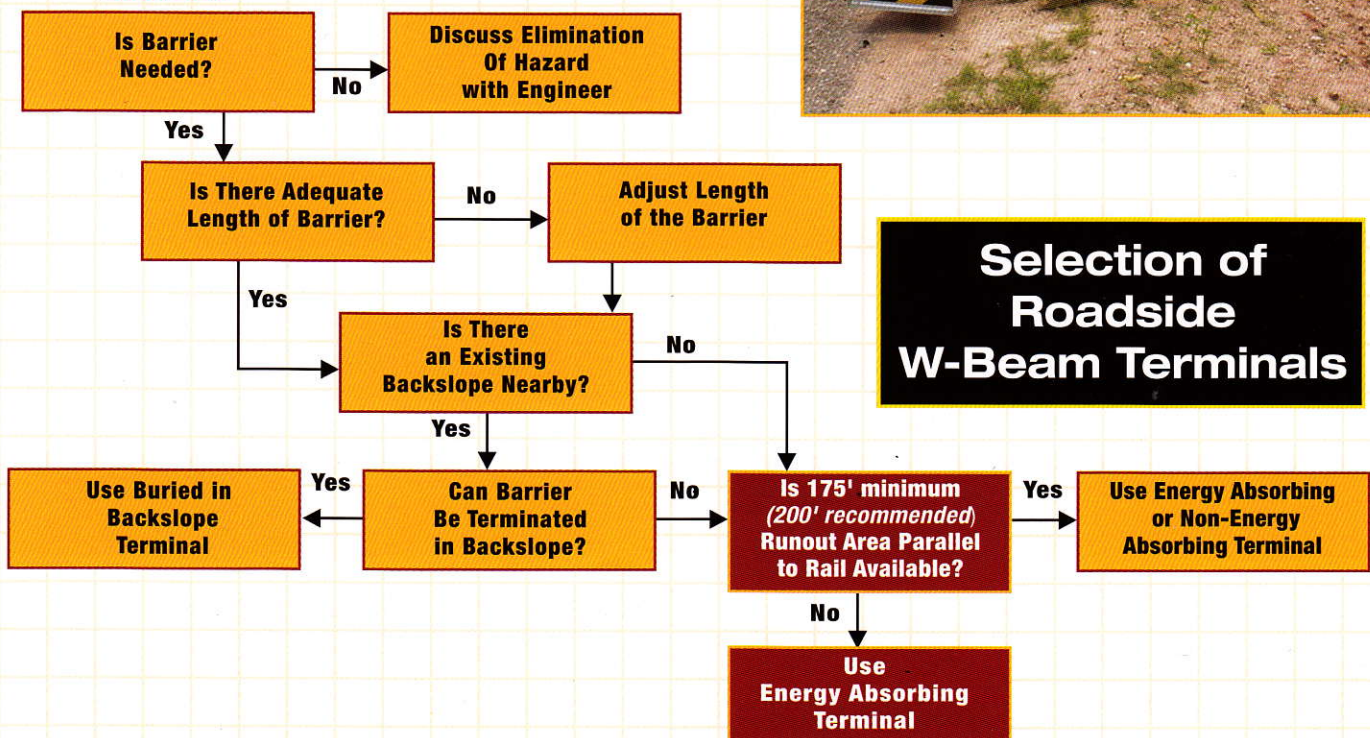 Is Barrier
Needed?
No
Discuss Elimination
Of Hazard
with Engineer
Yes
Is There Adequate
Length of Barrier?
No
Adjust Length
of the Barrier
Selection of
Roadside
W-Beam Terminals
Yes
Is There
an Existing
Backslope Nearby?
No
Yes
Use Buried in
Backslope
Terminal
Yes
Can Barrier
Be Terminated
in Backslope?
No
Is 175' minimum
(200' recommended)
Runout Area Parallel
to Rail Available?
Yes
Use Energy Absorbing
or Non-Energy
Absorbing Terminal
No
Use
Energy Absorbing
Terminal